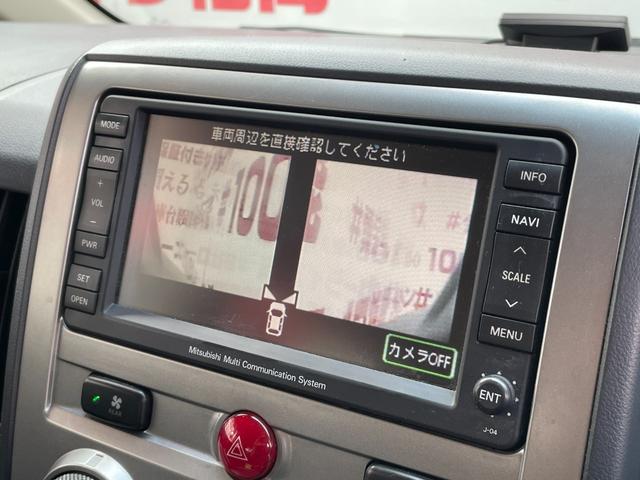 MODE
AUDIO
+
VOL
-
PWR
SET
OPEN
車両周辺を直接確認してください
100
10
カメラOFF
INFO
NAVI
SCALE
MENU
ENT
J-04
Mitsubishi Multi Communication System
REAR